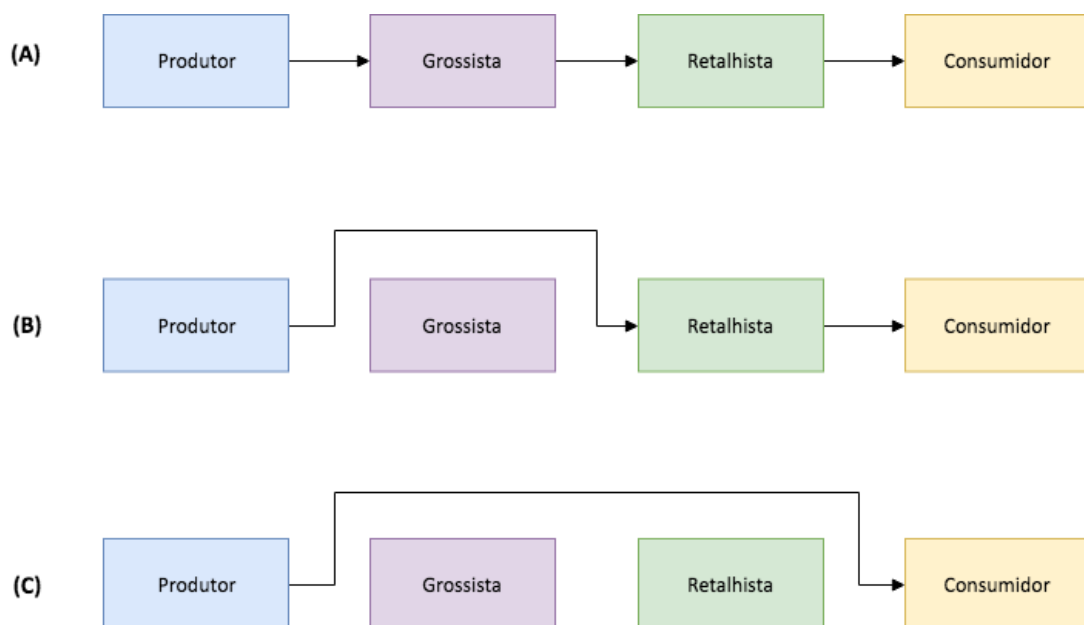 (A)
Produtor Grossista Retalhista Consumidor
(B)
Produtor Grossista Retalhista Consumidor
(C)
Produtor Grossista Retalhista Consumidor